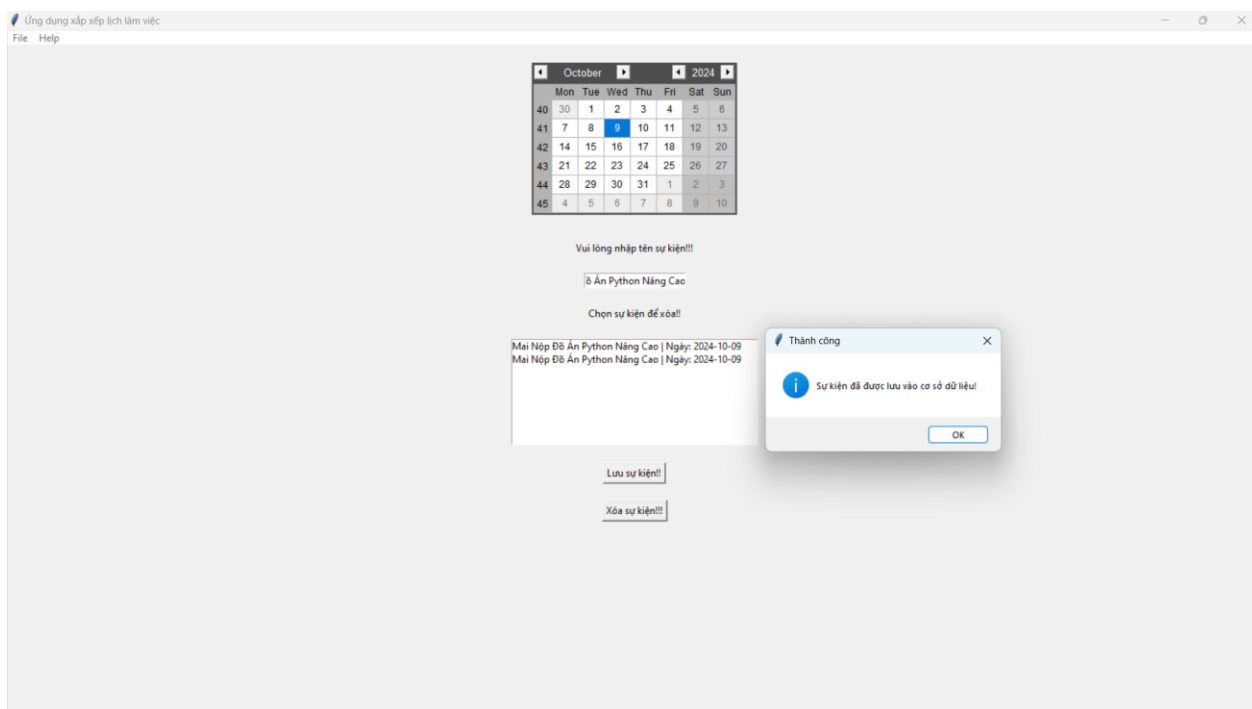 Ứng dụng xắp xếp lịch làm việc
File Help
October 2024
Mon Tue Wed Thu Fri Sat Sun
40 30 1 2 3 4 5 6
41 7 8 9 10 11 12 13
42 14 15 16 17 18 19 20
43 21 22 23 24 25 26 27
44 28 29 30 31 1 2 3
45 4 5 6 7 8 9 10
Vui lòng nhập tên sự kiện!!!
ồ Án Python Nâng Cao
Chọn sự kiện để xóa!!
Mai Nộp Đồ Án Python Nâng Cao | Ngày: 2024-10-09
Mai Nộp Đồ Án Python Nâng Cao | Ngày: 2024-10-09
Thành công
Sự kiện đã được lưu vào cơ sở dữ liệu!
OK
Lưu sự kiện!!
Xóa sự kiện!!!